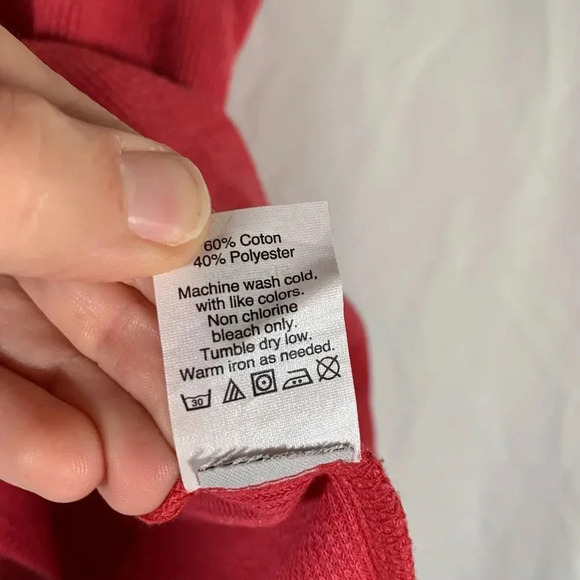 60% Coton
40% Polyester
Machine wash cold,
with like colors.
Non chlorine
bleach only.
Tumble dry low.
Warm iron as needed.
30